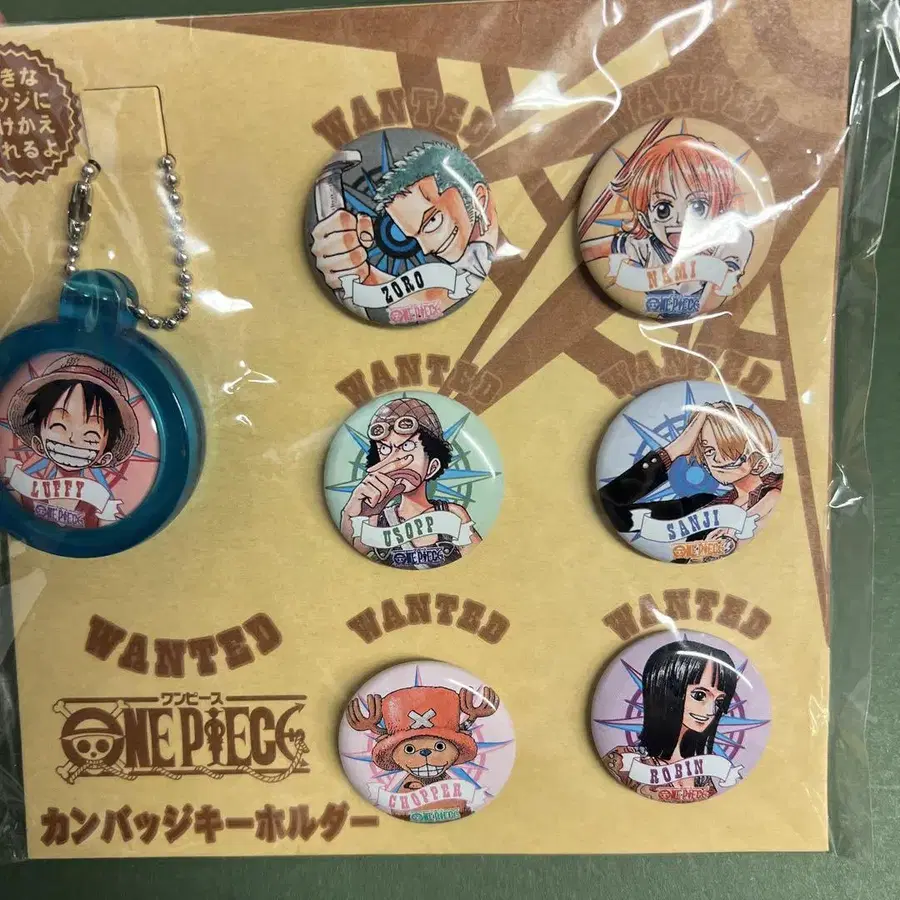 きな
ッジに
けかえ
れるよ
WANTED
WANTED
ZORO
ONE PIECE
NAMI
ONE PIECE
LUFFY
ONE PIECE
WANTED
WANTED
USOPP
ONE PIECE
SANJI
ONE PIECE
WANTED
WANTED
WANTED
CHOPPER
ONE PIECE
ROBIN
ONE PIECE
ワンピース
ONE PIECE
カンバッジキーホルダー